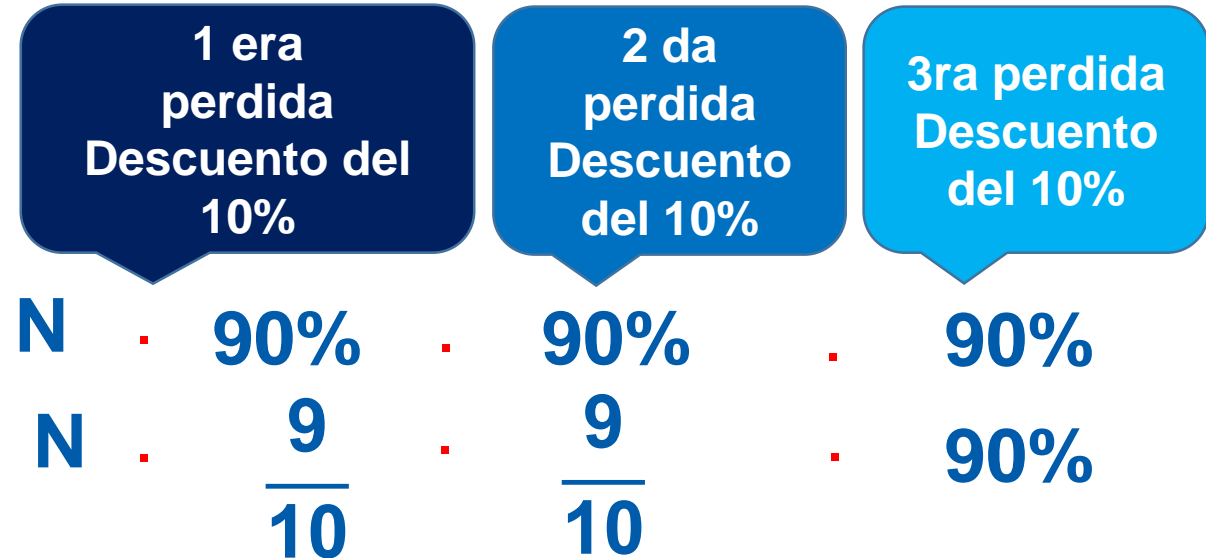 1 era
perdida
Descuento del
10%
2 da
perdida
Descuento
del 10%
3ra perdida
Descuento
del 10%
N . 90% . 90% . 90%
N . 9/10 . 9/10 . 90%